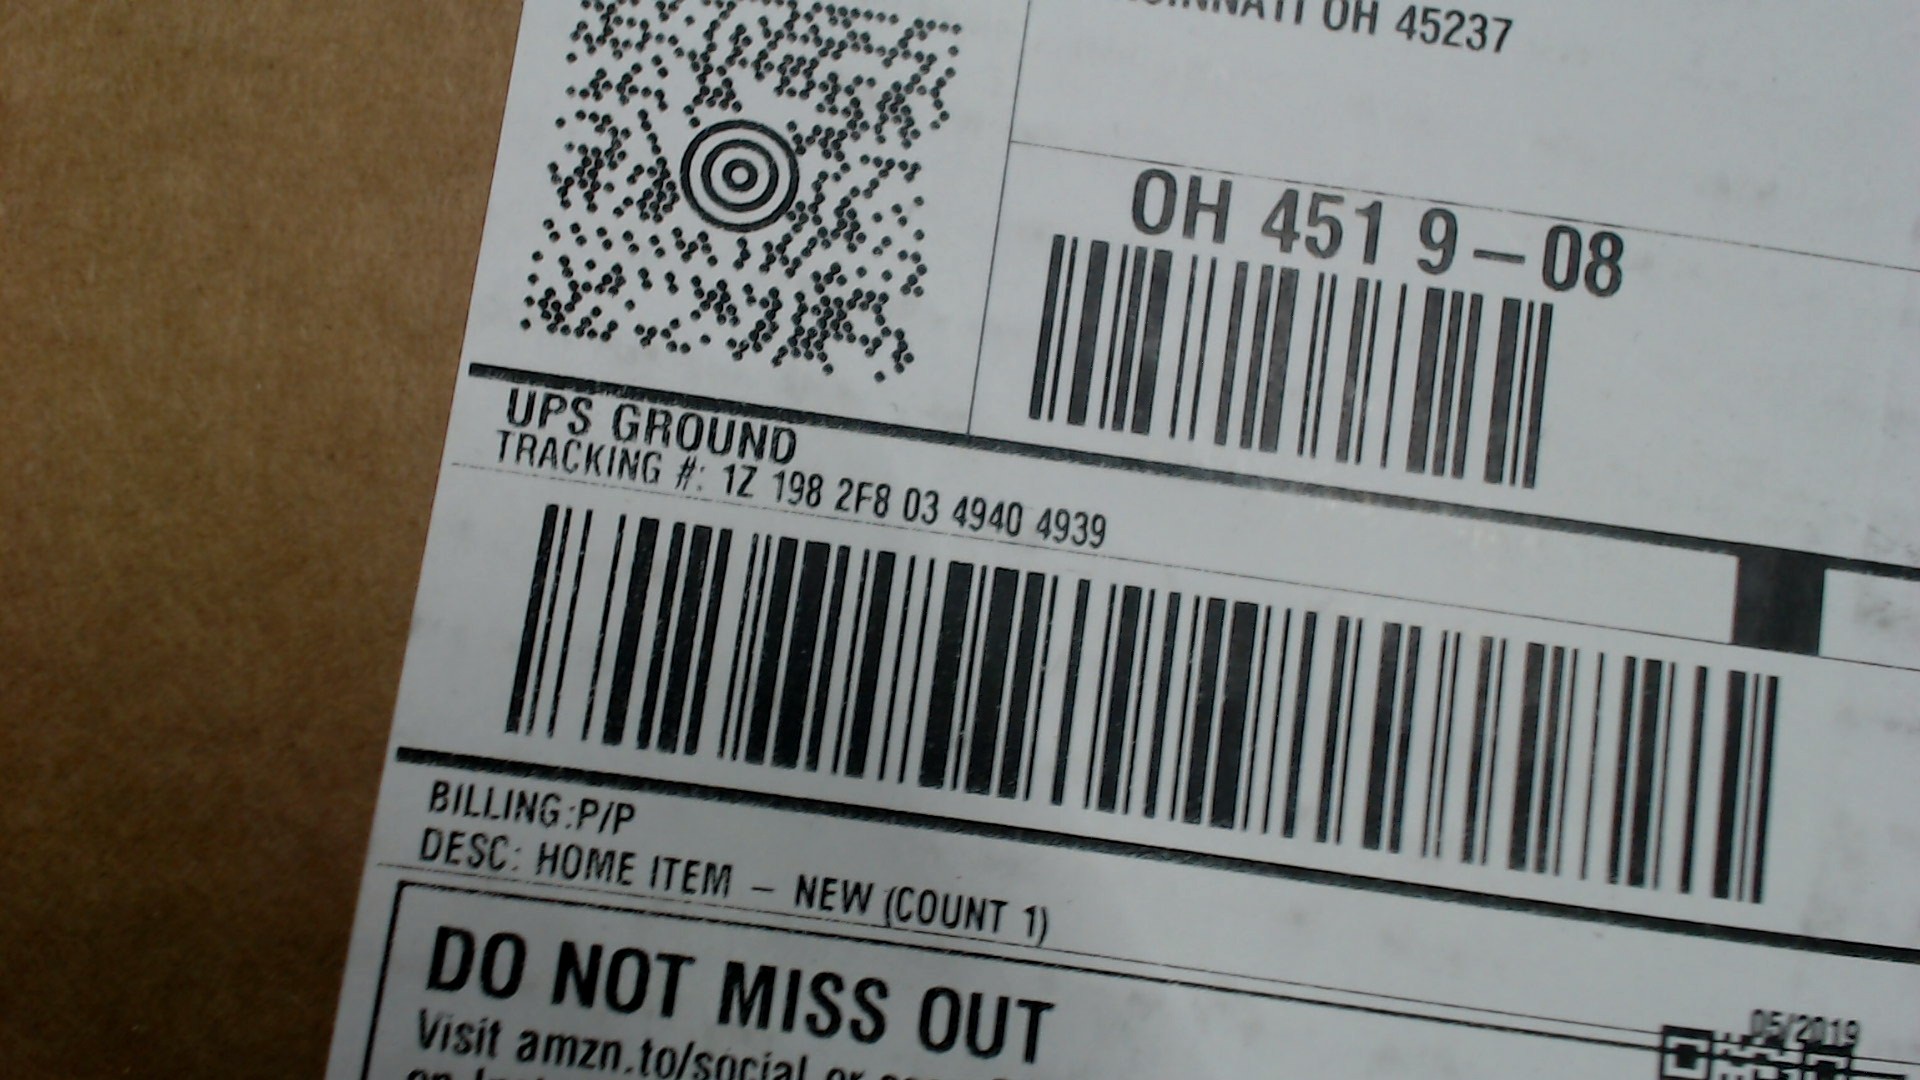 OH 45237
OH 451 9-08
UPS GROUND
TRACKING #: 1Z 198 2F8 03 4940 4939
BILLING:P/P
DESC: HOME ITEM - NEW (COUNT 1)
DO NOT MISS OUT
05/2019
Visit amzn.to/social or
on